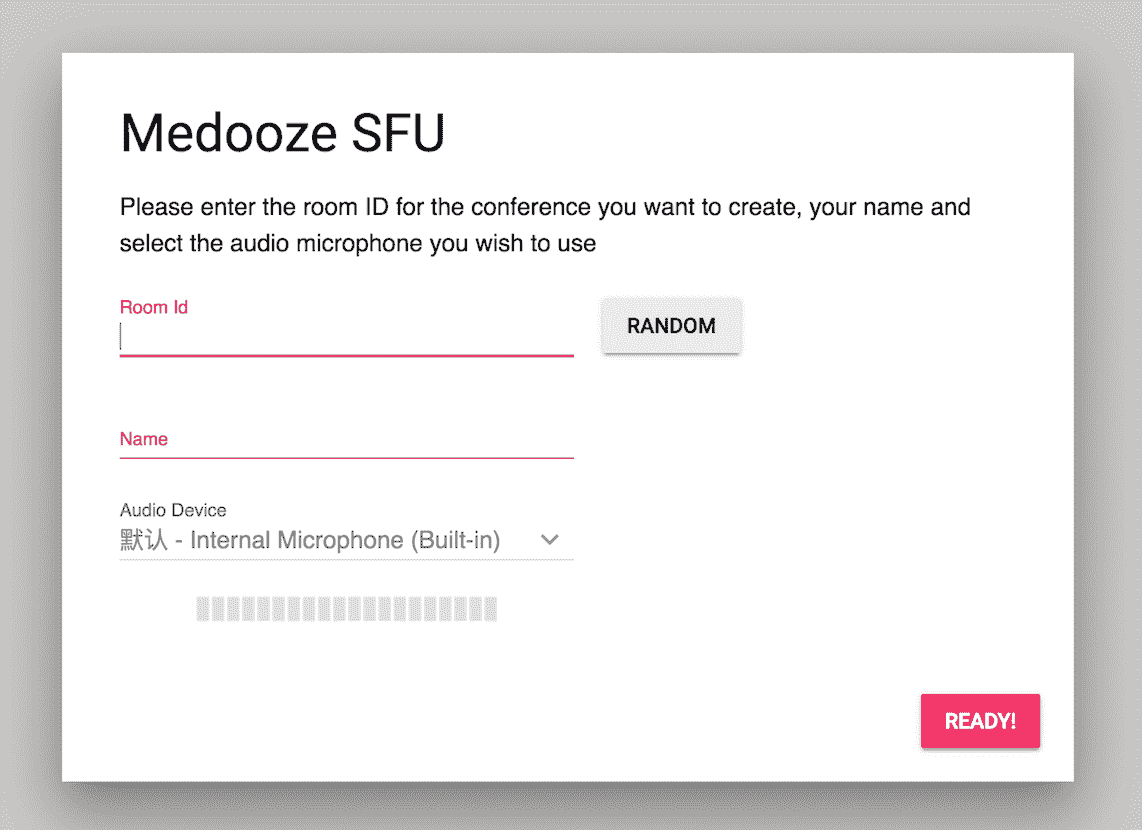 Medooze SFU
Please enter the room ID for the conference you want to create, your name and
select the audio microphone you wish to use
Room Id
RANDOM
Name
Audio Device
默认 - Internal Microphone (Built-in)
READY!